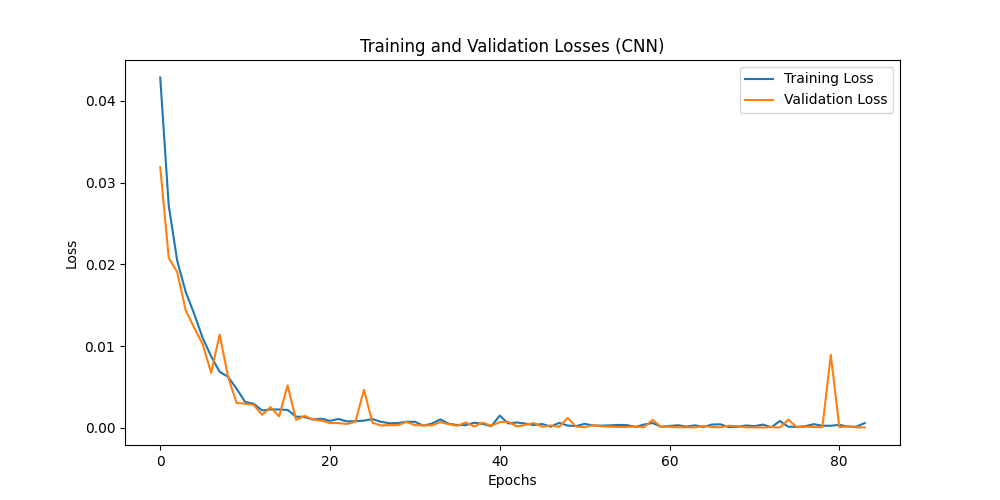 Training and Validation Losses (CNN)
Training Loss
Validation Loss
0.04
0.03
0.02
0.01
0.00
Loss
0 20 40 60 80
Epochs